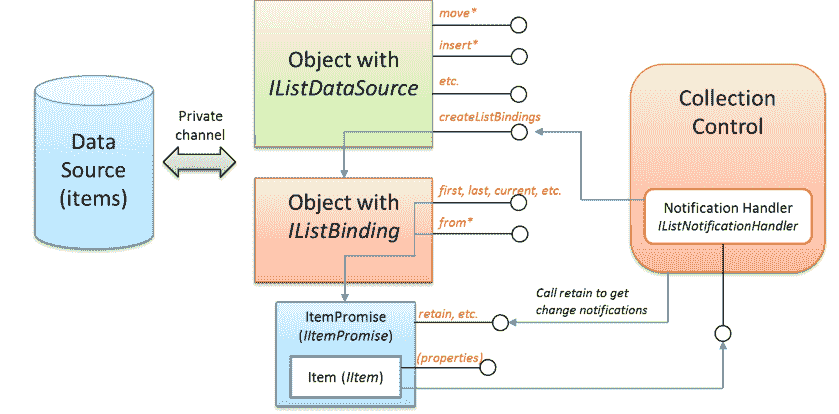 move*
insert*
etc.
createListBindings
Object with
IListDataSource
Private
channel
Data
Source
(items)
Collection
Control
Notification Handler
IListNotificationHandler
first, last, current, etc.
from*
Object with
IListBinding
Call retain to get
change notifications
ItemPromise
(IItemPromise)
retain, etc.
(properties)
Item (IItem)